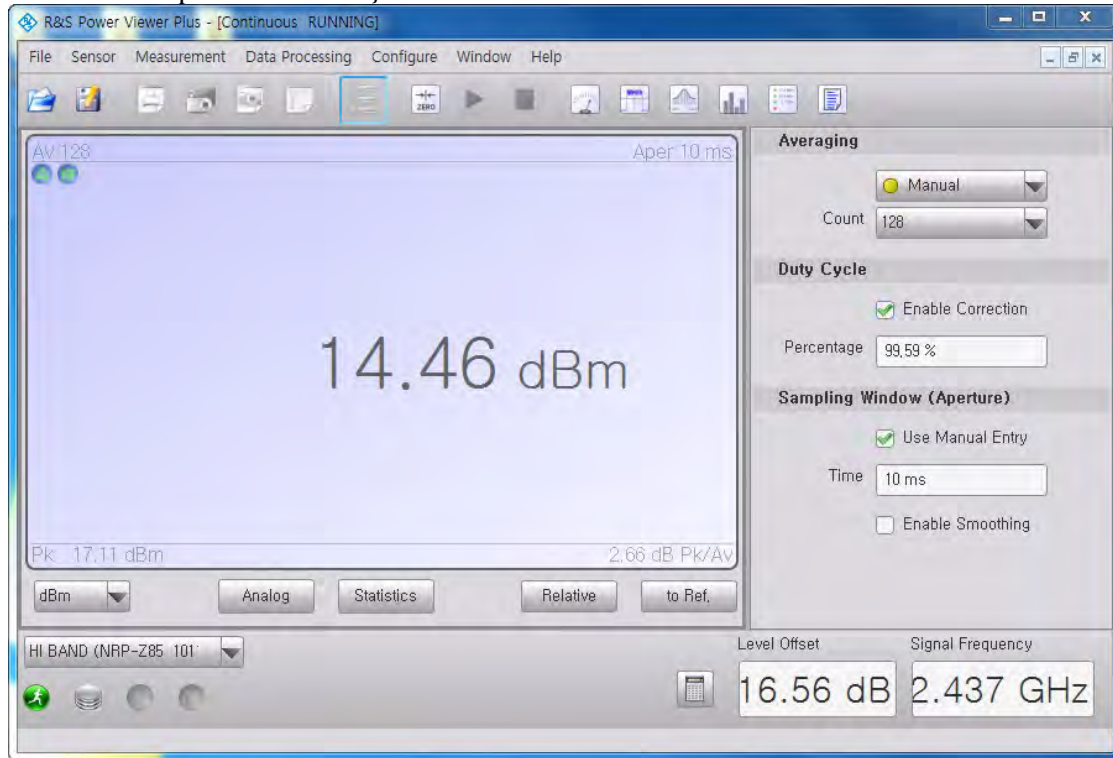 R&S Power Viewer Plus - [Continuous RUNNING]
File Sensor Measurement Data Processing Configure Window Help
ZERO
Av 128 Aper 10 ms
14.46 dBm
Pk 17.11 dBm 2.66 dB Pk/Av
dBm Analog Statistics Relative to Ref.
Averaging
Manual
Count 128
Duty Cycle
Enable Correction
Percentage 99,59 %
Sampling Window (Aperture)
Use Manual Entry
Time 10 ms
Enable Smoothing
HI BAND (NRP-Z85 101
Level Offset Signal Frequency
16.56 dB 2.437 GHz